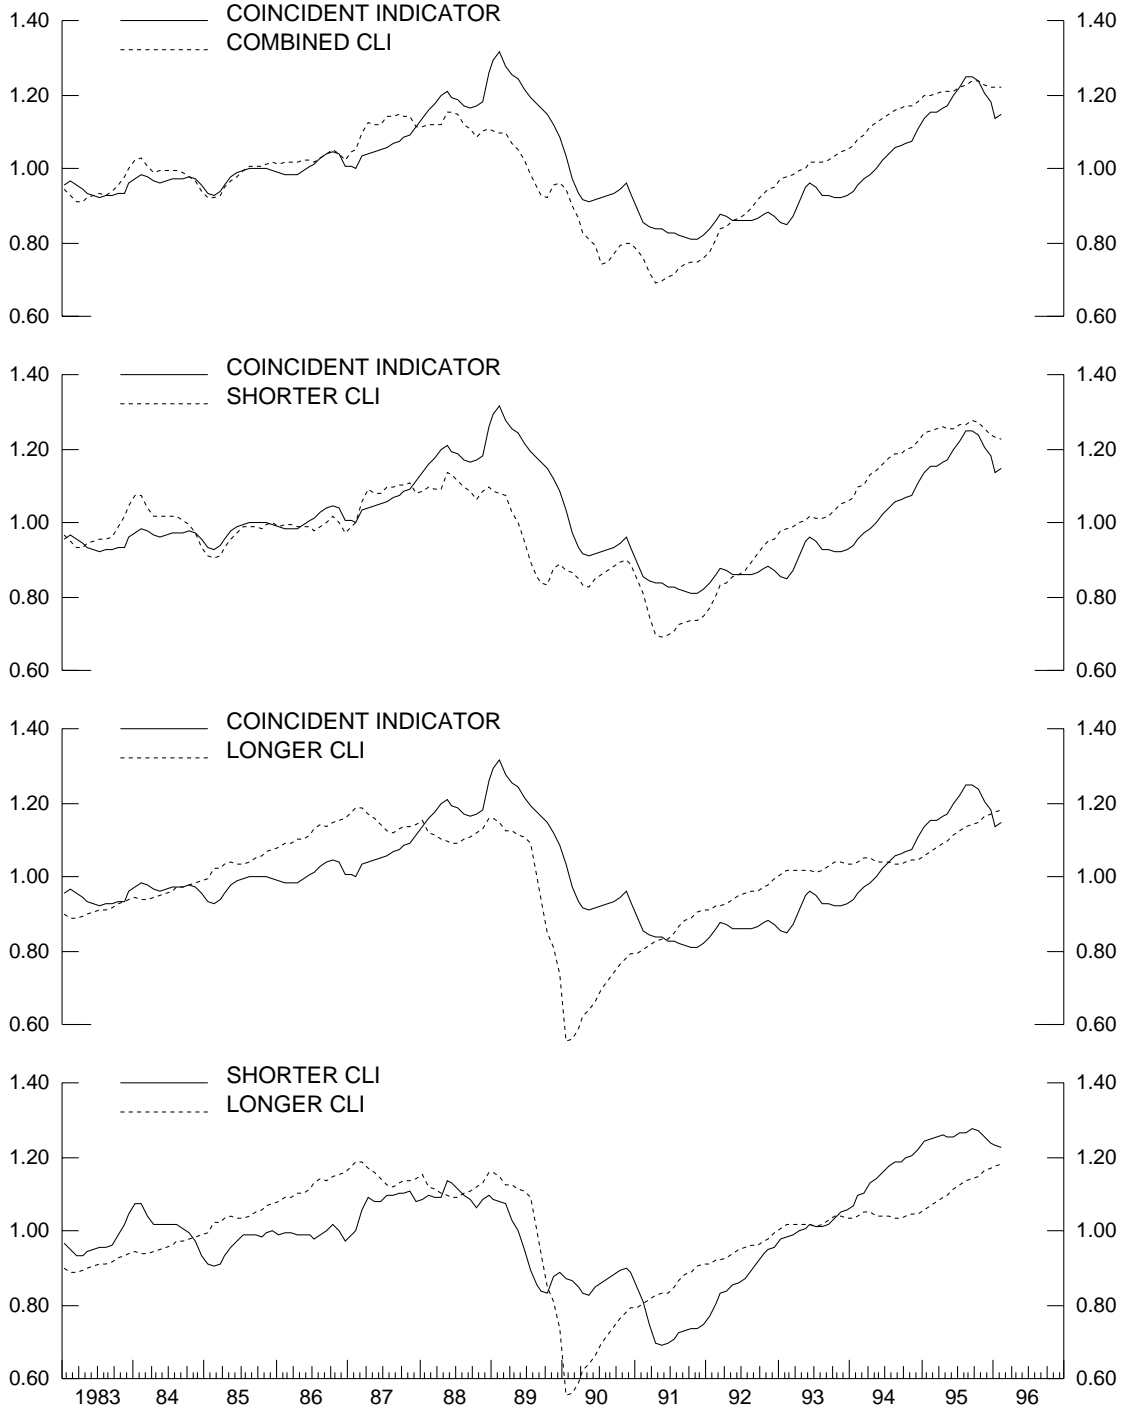 COINCIDENT INDICATOR
COMBINED CLI
1.40 1.40
1.20 1.20
1.00 1.00
0.80 0.80
0.60 0.60
COINCIDENT INDICATOR
SHORTER CLI
1.40 1.40
1.20 1.20
1.00 1.00
0.80 0.80
0.60 0.60
COINCIDENT INDICATOR
LONGER CLI
1.40 1.40
1.20 1.20
1.00 1.00
0.80 0.80
0.60 0.60
SHORTER CLI
LONGER CLI
1.40 1.40
1.20 1.20
1.00 1.00
0.80 0.80
0.60 0.60
1983 84 85 86 87 88 89 90 91 92 93 94 95 96